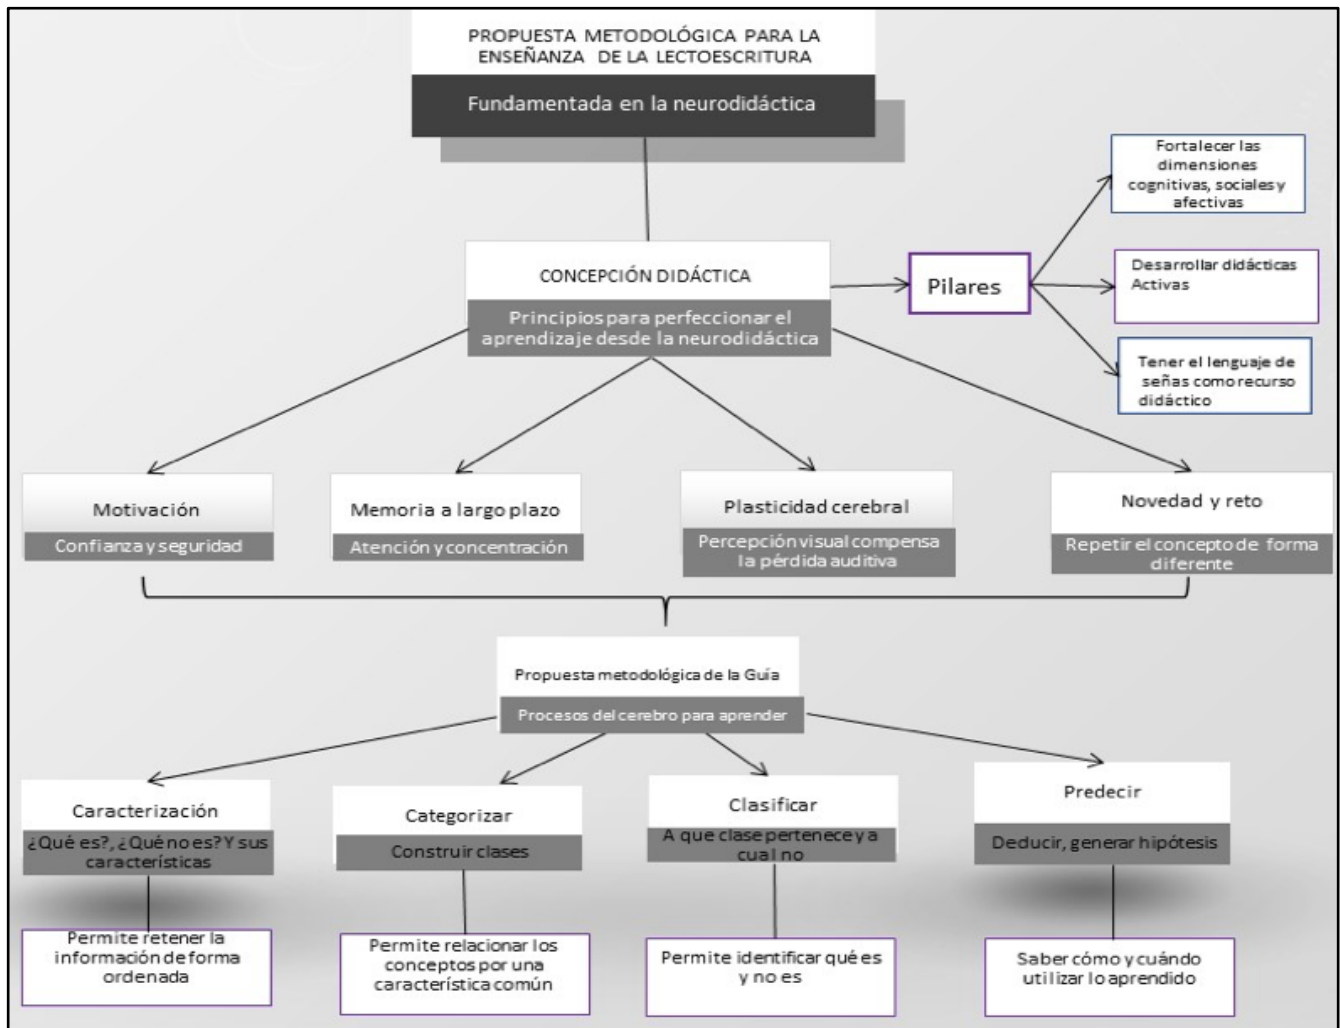 PROPUESTA METODOLÓGICA PARA LA
ENSEÑANZA DE LA LECTOESCRITURA
Fundamentada en la neurodidáctica
CONCEPCIÓN DIDÁCTICA
Principios para perfeccionar el
aprendizaje desde la neurodidáctica
Pilares
Fortalecer las
dimensiones
cognitivas, sociales y
afectivas
Desarrollar didácticas
Activas
Tener el lenguaje de
señas como recurso
didáctico
Motivación
Confianza y seguridad
Memoria a largo plazo
Atención y concentración
Plasticidad cerebral
Percepción visual compensa
la pérdida auditiva
Novedad y reto
Repetir el concepto de forma
diferente
Propuesta metodológica de la Guía
Procesos del cerebro para aprender
Caracterización
¿Qué es?, ¿Qué no es? Y sus
características
Permite retener la
información de forma
ordenada
Categorizar
Construir clases
Permite relacionar los
conceptos por una
característica común
Clasificar
A que clase pertenece y a
cual no
Permite identificar qué es
y no es
Predecir
Deducir, generar hipótesis
Saber cómo y cuándo
utilizar lo aprendido